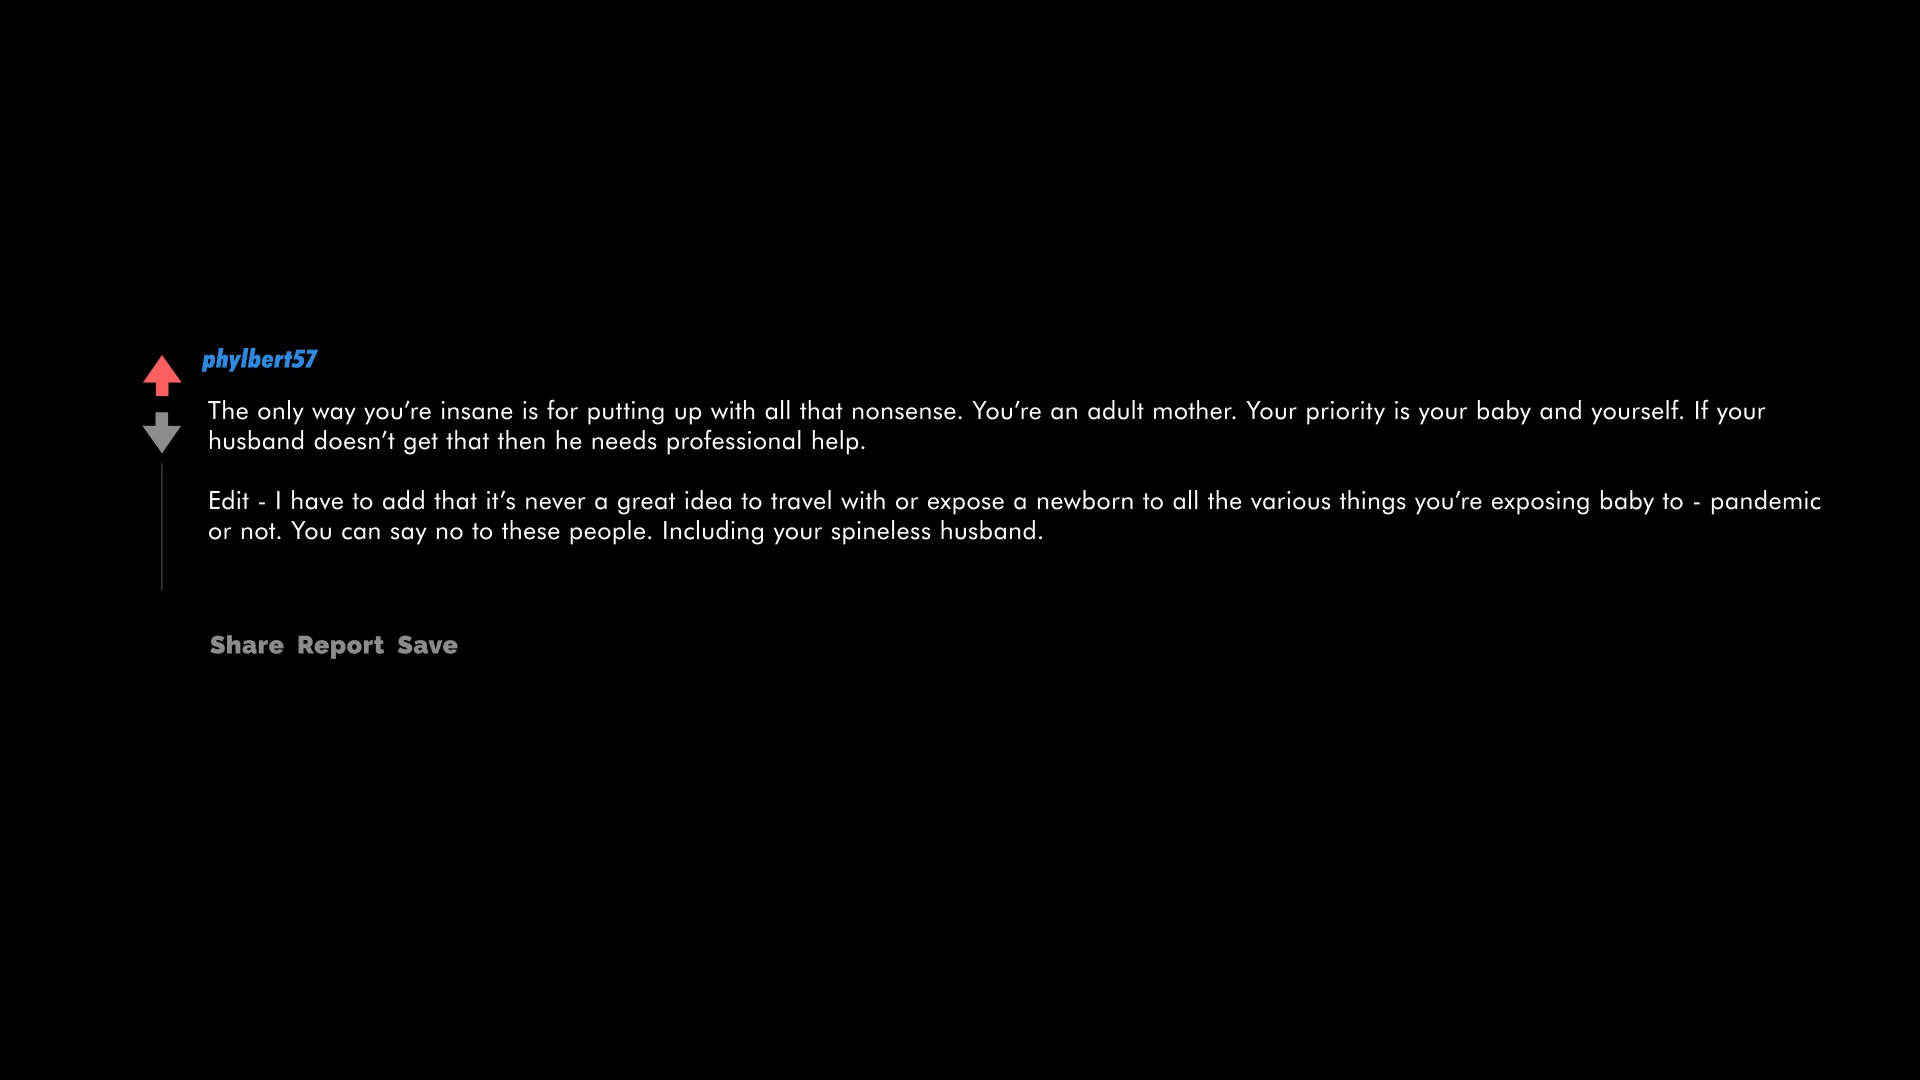 phylbert57
The only way you’re insane is for putting up with all that nonsense. You’re an adult mother. Your priority is your baby and yourself. If your
husband doesn’t get that then he needs professional help.
Edit - I have to add that it’s never a great idea to travel with or expose a newborn to all the various things you’re exposing baby to - pandemic
or not. You can say no to these people. Including your spineless husband.
Share Report Save